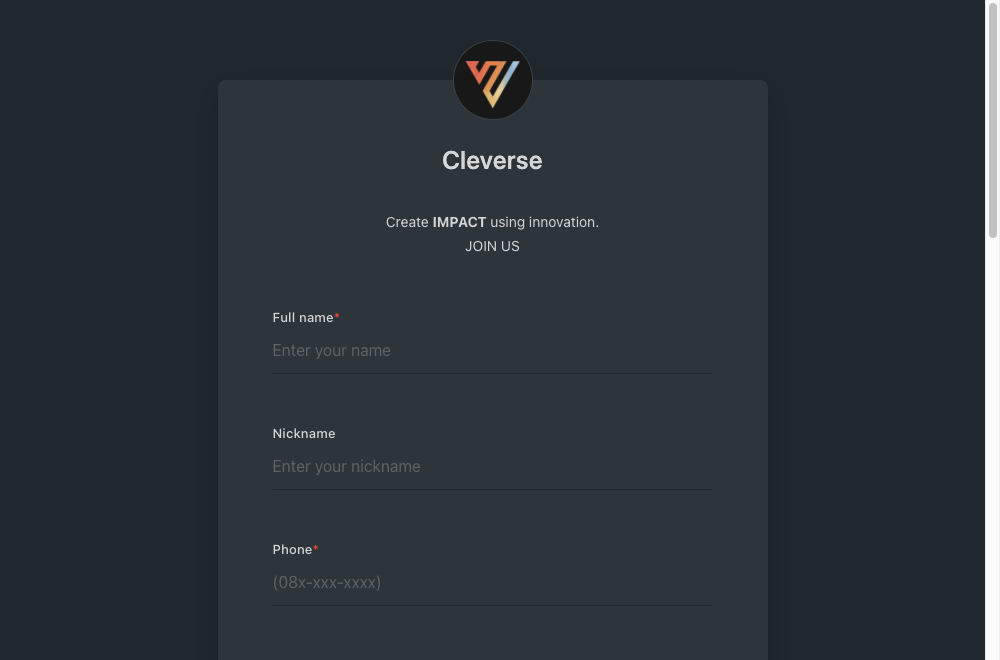 Cleverse
Create IMPACT using innovation.
JOIN US
Full name*
Enter your name
Nickname
Enter your nickname
Phone*
(08x-xxx-xxxx)